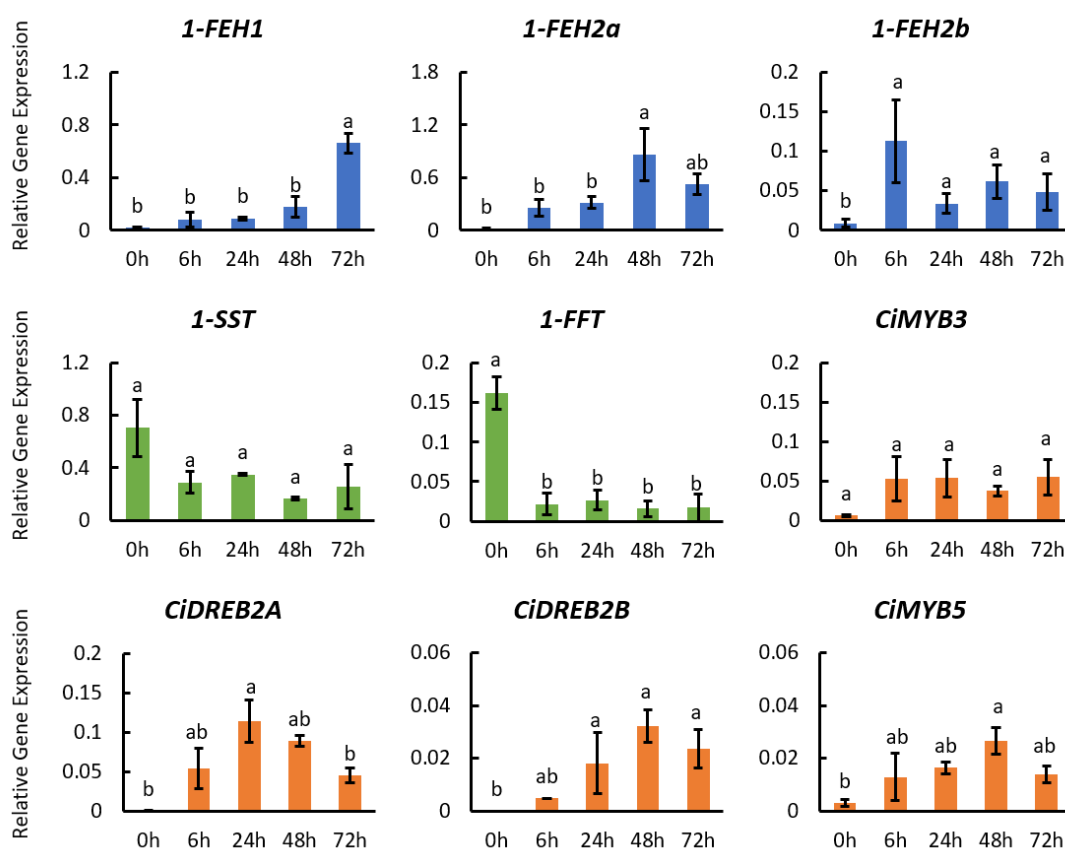 1-FEH1 1-FEH2a 1-FEH2b
Relative Gene Expression
1.2 1.8 0.2
a a a
0.8 1.2 0.15
ab a a
0.4 0.6 0.1
b b b b b b b b a
0 0 0.05
0
0h 6h 24h 48h 72h 0h 6h 24h 48h 72h 0h 6h 24h 48h 72h
1-SST 1-FFT CiMYB3
Relative Gene Expression
1.2 0.2 0.2
a a
0.8 0.15 0.15
a a a a 0.1 0.1 a a a a
0.4 0.05 b b b b 0.05 a
0 0 0
0h 6h 24h 48h 72h 0h 6h 24h 48h 72h 0h 6h 24h 48h 72h
CiDREB2A CiDREB2B CiMYB5
Relative Gene Expression
0.2 0.06 0.06
0.15 a 0.04 a a 0.04 a
0.1 ab ab a ab ab ab
0.05 b 0.02 ab 0.02 b
0 b 0 b 0
0h 6h 24h 48h 72h 0h 6h 24h 48h 72h 0h 6h 24h 48h 72h